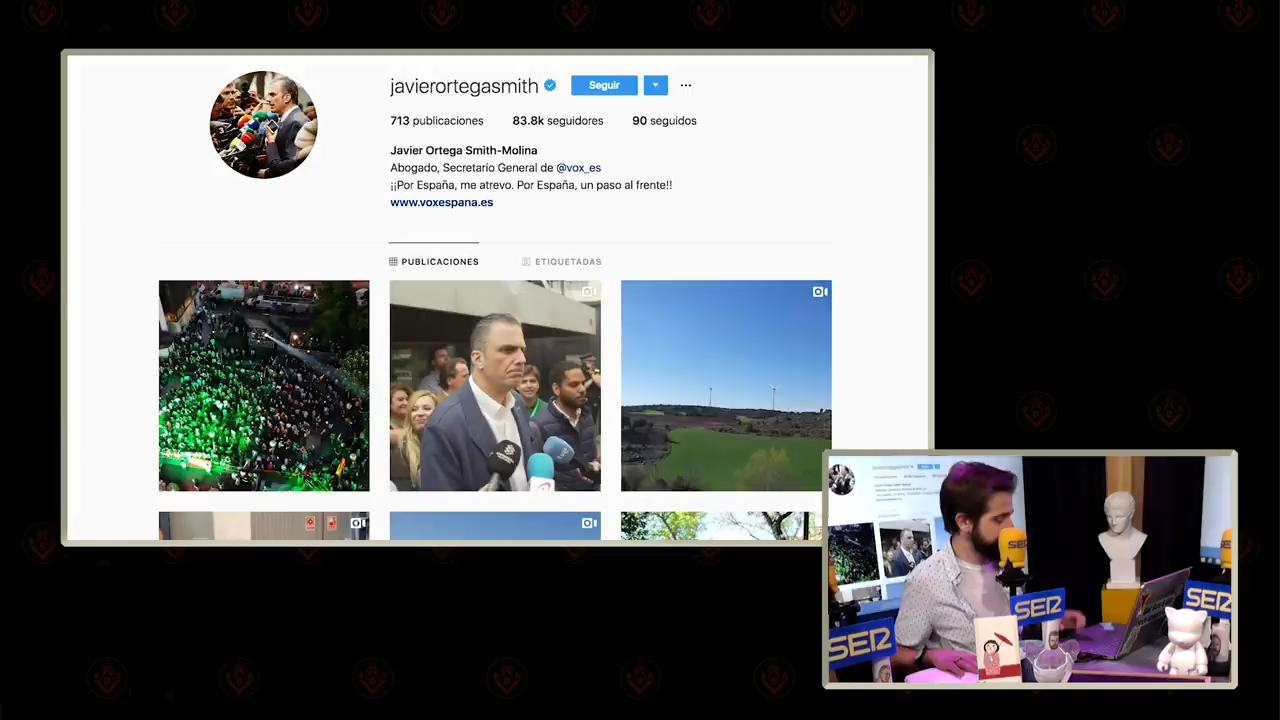 javierortegasmith
Seguir
713 publicaciones
83.8k seguidores
90 seguidos
Javier Ortega Smith-Molina
Abogado, Secretario General de @vox_es
¡¡Por España, me atrevo. Por España, un paso al frente!!
www.voxespana.es
PUBLICACIONES
ETIQUETADAS
SER
SER
SER
SER